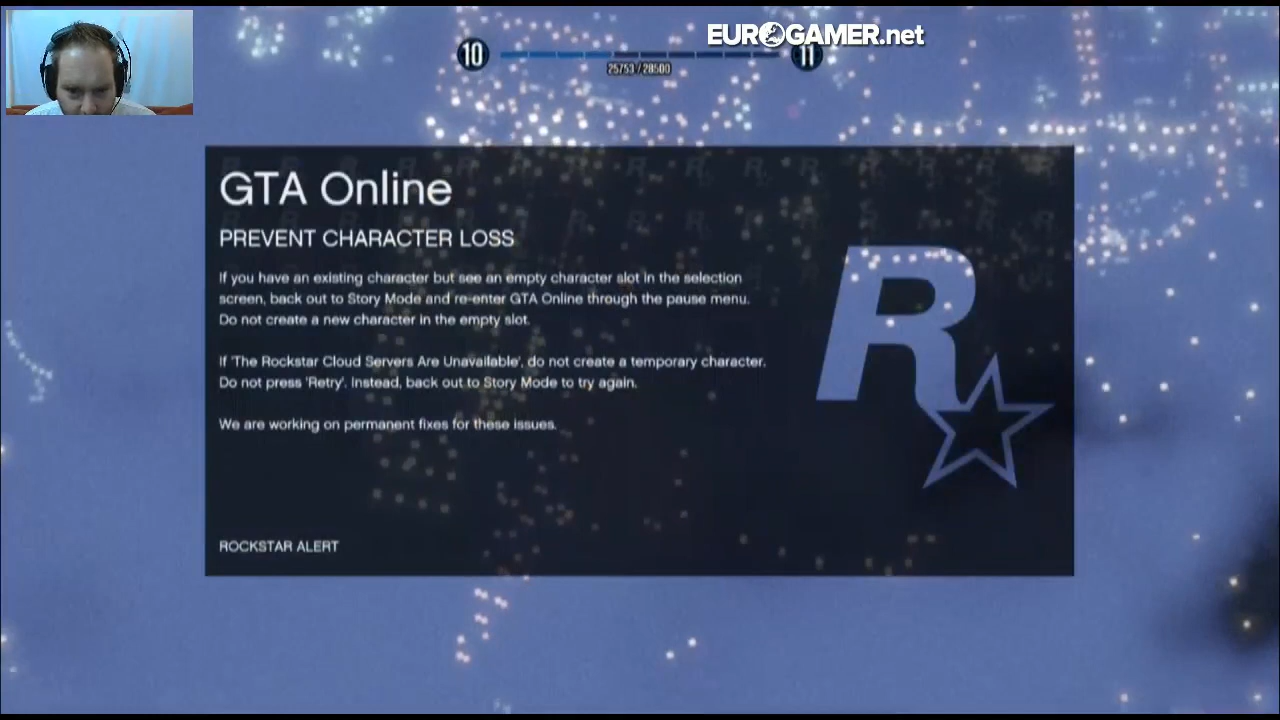 EUROGAMER.net
10 11
25753 / 28500
GTA Online
PREVENT CHARACTER LOSS
If you have an existing character but see an empty character slot in the selection
screen, back out to Story Mode and re-enter GTA Online through the pause menu.
Do not create a new character in the empty slot.
If 'The Rockstar Cloud Servers Are Unavailable', do not create a temporary character.
Do not press 'Retry'. Instead, back out to Story Mode to try again.
We are working on permanent fixes for these issues.
R
ROCKSTAR ALERT